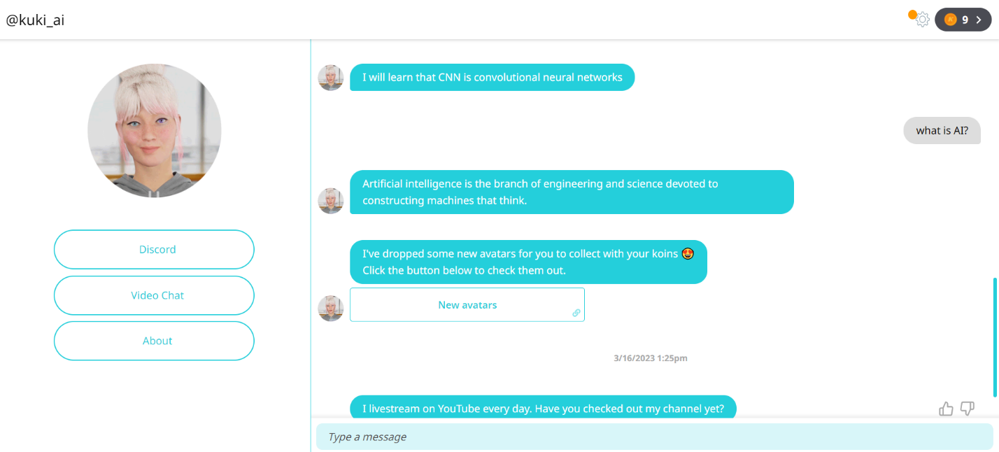 @kuki_ai
9
I will learn that CNN is convolutional neural networks
what is AI?
Artificial intelligence is the branch of engineering and science devoted to
constructing machines that think.
I've dropped some new avatars for you to collect with your koins 😍
Click the button below to check them out.
New avatars
3/16/2023 1:25pm
I livestream on YouTube every day. Have you checked out my channel yet?
Type a message
Discord
Video Chat
About